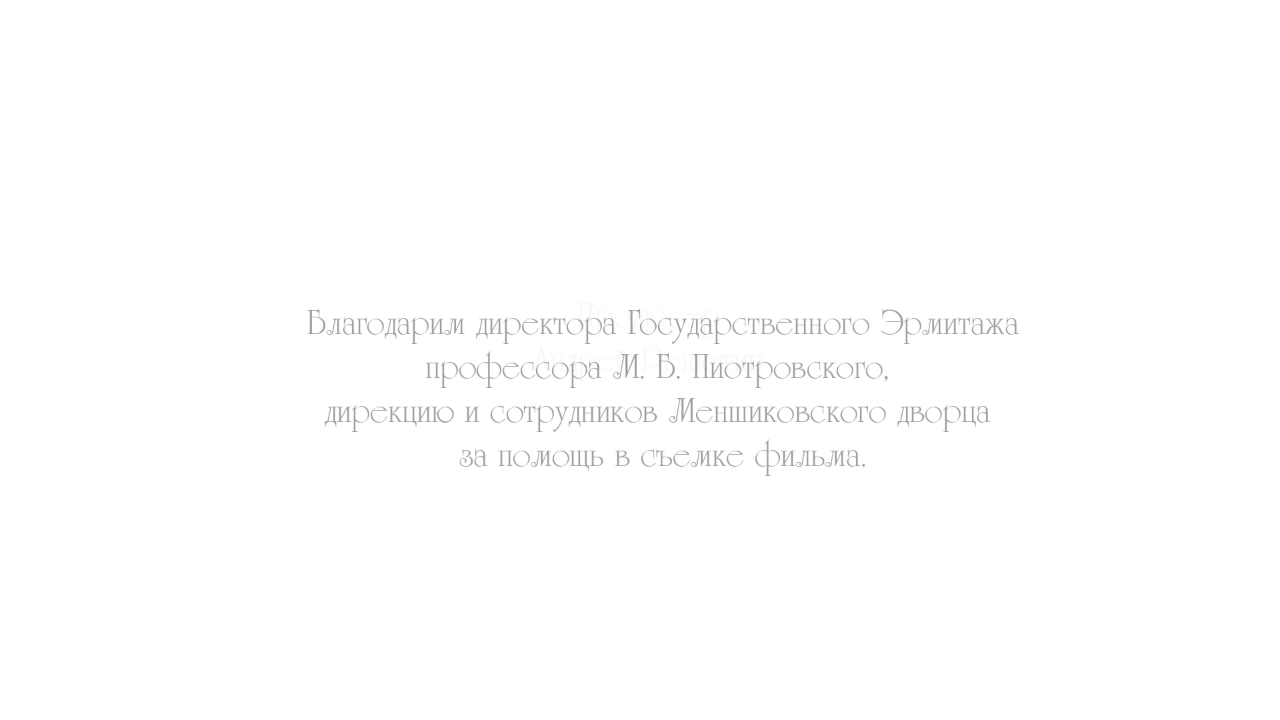 Благодарим директора Государственного Эрмитажа
профессора М. Б. Пиотровского,
дирекцию и сотрудников Меншиковского дворца
за помощь в съемке фильма.